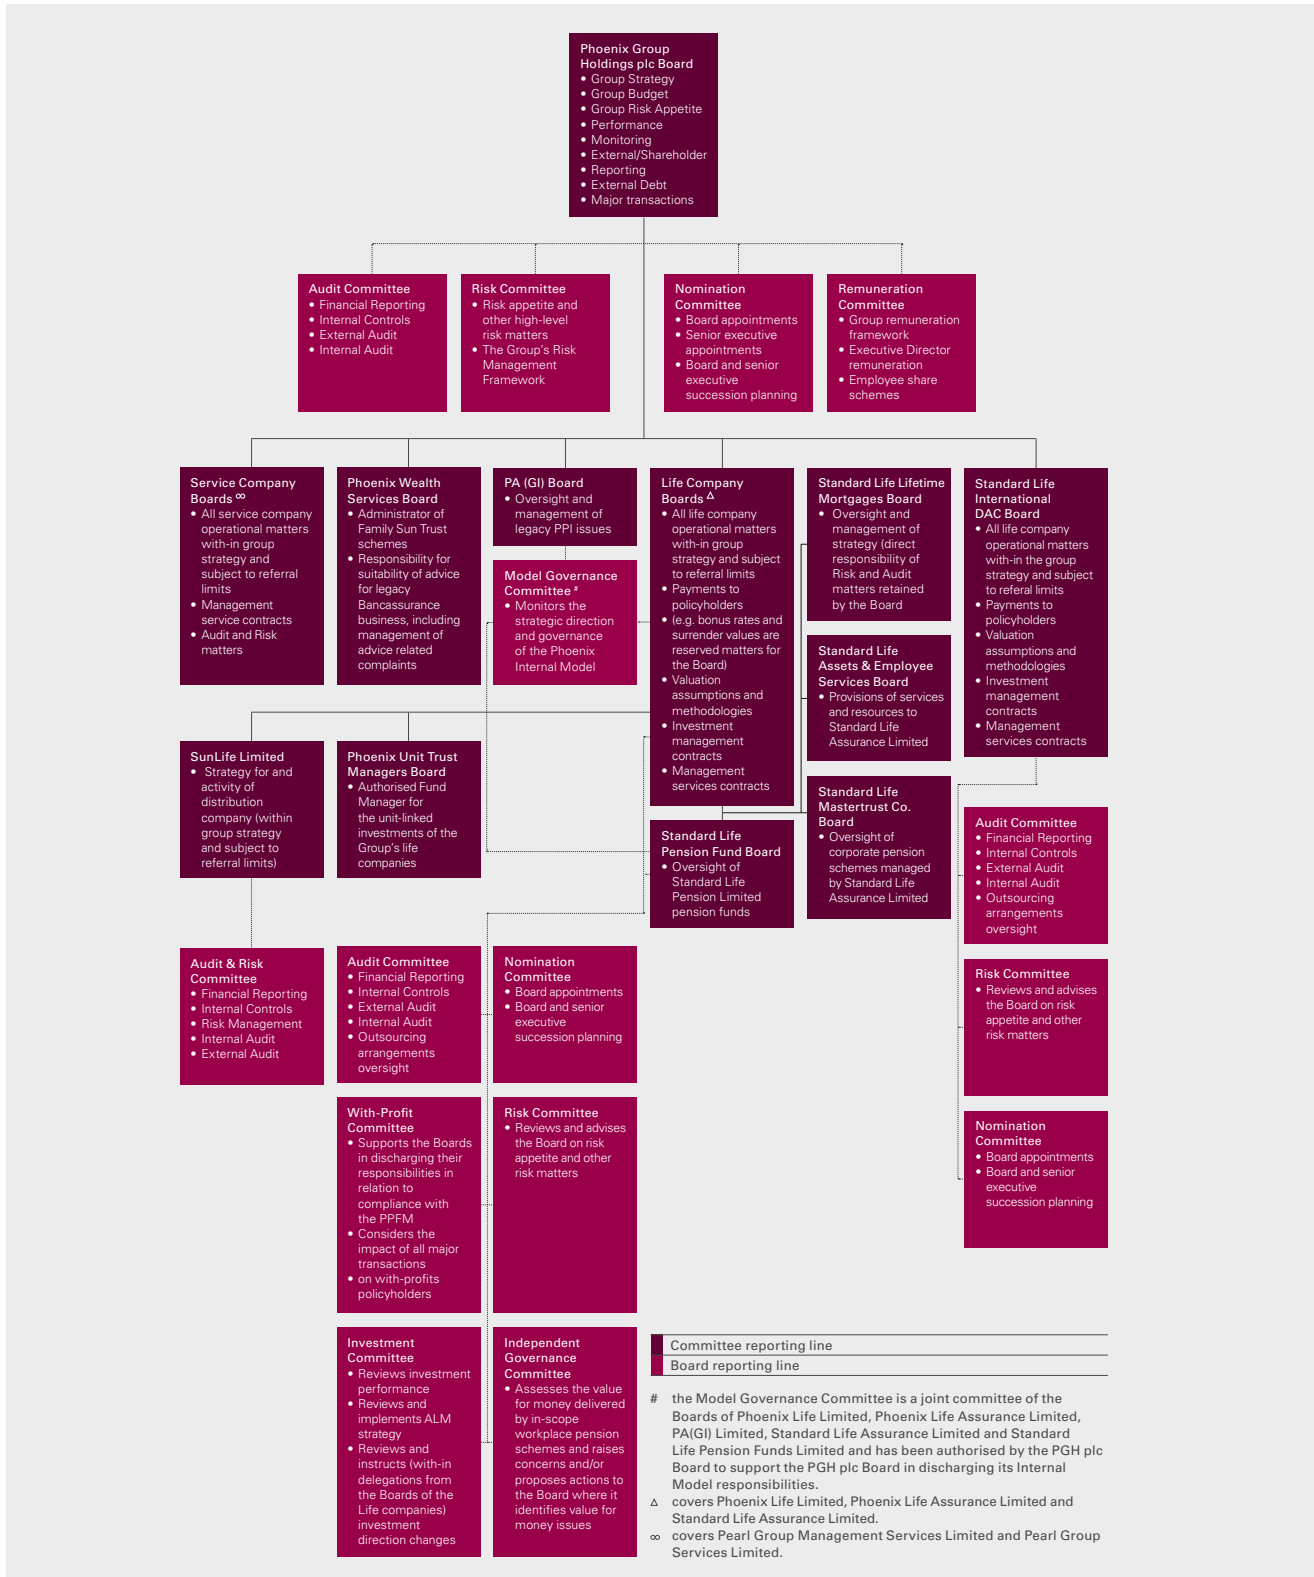 Phoenix Group
Holdings plc Board
• Group Strategy
• Group Budget
• Group Risk Appetite
• Performance
• Monitoring
• External/Shareholder
• Reporting
• External Debt
• Major transactions
Audit Committee
• Financial Reporting
• Internal Controls
• External Audit
• Internal Audit
Risk Committee
• Risk appetite and
other high-level
risk matters
• The Group's Risk
Management
Framework
Nomination
Committee
• Board appointments
• Senior executive
appointments
• Board and senior
executive
succession planning
Remuneration
Committee
• Group remuneration
framework
• Executive Director
remuneration
• Employee share
schemes
Service Company
Boards ∞
• All service company
operational matters
with-in group
strategy and
subject to referral
limits
• Management
service contracts
• Audit and Risk
matters
Phoenix Wealth
Services Board
• Administrator of
Family Sun Trust
schemes
• Responsibility for
suitability of advice
for legacy
Bancassurance
business, including
management of
advice related
complaints
PA (GI) Board
• Oversight and
management of
legacy PPI issues
Model Governance
Committee #
• Monitors the
strategic direction
and governance
of the Phoenix
Internal Model
Life Company
Boards Δ
• All life company
operational matters
with-in group
strategy and subject
to referral limits
• Payments to
policyholders
• (e.g. bonus rates and
surrender values are
reserved matters for
the Board)
• Valuation
assumptions and
methodologies
• Investment
management
contracts
• Management
services contracts
Standard Life Lifetime
Mortgages Board
• Oversight and
management of
strategy (direct
responsibility of
Risk and Audit
matters retained
by the Board
Standard Life
Assets & Employee
Services Board
• Provisions of services
and resources to
Standard Life
Assurance Limited
Standard Life
International
DAC Board
• All life company
operational matters
with-in the group
strategy and subject
to referal limits
• Payments to
policyholders
• Valuation
assumptions and
methodologies
• Investment
management
contracts
• Management
services contracts
SunLife Limited
• Strategy for and
activity of
distribution
company (within
group strategy
and subject to
referral limits)
Phoenix Unit Trust
Managers Board
• Authorised Fund
Manager for
the unit-linked
investments of the
Group's life
companies
Standard Life
Pension Fund Board
• Oversight of
Standard Life
Pension Limited
pension funds
Standard Life
Mastertrust Co.
Board
• Oversight of
corporate pension
schemes managed
by Standard Life
Assurance Limited
Audit Committee
• Financial Reporting
• Internal Controls
• External Audit
• Internal Audit
• Outsourcing
arrangements
oversight
Audit & Risk
Committee
• Financial Reporting
• Internal Controls
• Risk Management
• Internal Audit
• External Audit
Audit Committee
• Financial Reporting
• Internal Controls
• External Audit
• Internal Audit
• Outsourcing
arrangements
oversight
Nomination
Committee
• Board appointments
• Board and senior
executive
succession planning
Risk Committee
• Reviews and advises
the Board on risk
appetite and other
risk matters
With-Profit
Committee
• Supports the Boards
in discharging their
responsibilities in
relation to
compliance with
the PPFM
• Considers the
impact of all major
transactions
• on with-profits
policyholders
Risk Committee
• Reviews and advises
the Board on risk
appetite and other
risk matters
Nomination
Committee
• Board appointments
• Board and senior
executive
succession planning
Investment
Committee
• Reviews investment
performance
• Reviews and
implements ALM
strategy
• Reviews and
instructs (with-in
delegations from
the Boards of the
Life companies)
investment
direction changes
Independent
Governance
Committee
• Assesses the value
for money delivered
by in-scope
workplace pension
schemes and raises
concerns and/or
proposes actions to
the Board where it
identifies value for
money issues
Committee reporting line
Board reporting line
# the Model Governance Committee is a joint committee of the
Boards of Phoenix Life Limited, Phoenix Life Assurance Limited,
PA(GI) Limited, Standard Life Assurance Limited and Standard
Life Pension Funds Limited and has been authorised by the PGH plc
Board to support the PGH plc Board in discharging its Internal
Model responsibilities.
Δ covers Phoenix Life Limited, Phoenix Life Assurance Limited and
Standard Life Assurance Limited.
∞ covers Pearl Group Management Services Limited and Pearl Group
Services Limited.